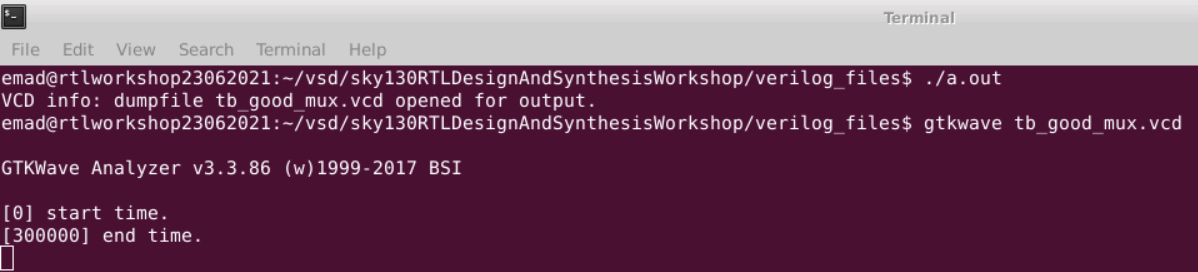 Terminal
File Edit View Search Terminal Help
emad@rtlworkshop23062021:~/vsd/sky130RTLDesignAndSynthesisWorkshop/verilog_files$ ./a.out
VCD info: dumpfile tb_good_mux.vcd opened for output.
emad@rtlworkshop23062021:~/vsd/sky130RTLDesignAndSynthesisWorkshop/verilog_files$ gtkwave tb_good_mux.vcd
GTKWave Analyzer v3.3.86 (w)1999-2017 BSI
[0] start time.
[300000] end time.